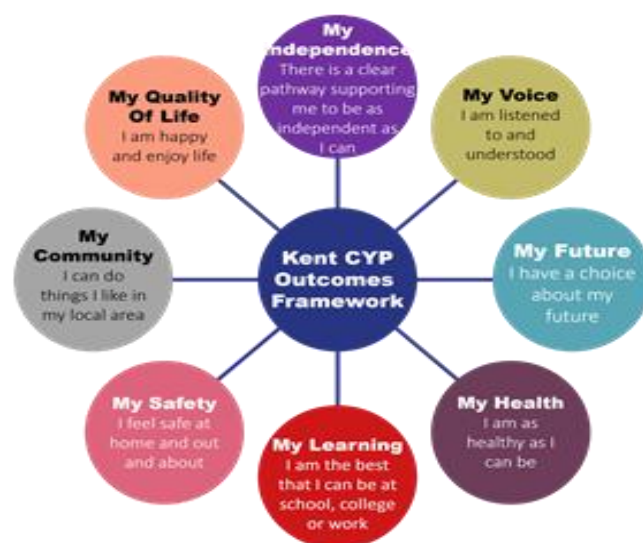 My
Independence
There is a clear
pathway supporting
me to be as
independent as
I can
My Voice
I am listened
to and
understood
My Future
I have a choice
about my
future
My Health
I am as
healthy as I
can be
My Learning
I am the best
that I can be at
school, college
or work
My Safety
I feel safe at
home and out
and about
My
Community
I can do
things I like in
my local area
My Quality
Of Life
I am happy
and enjoy life
Kent CYP
Outcomes
Framework